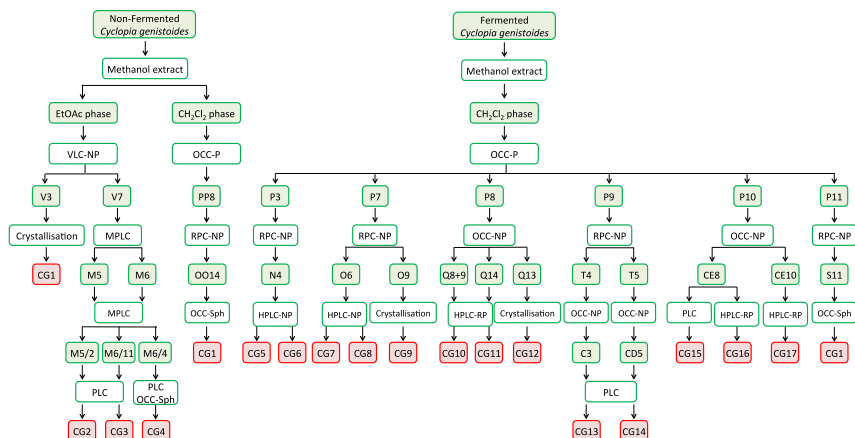 Non-Fermented
Cyclopia genistoides
Fermented
Cyclopia genistoides
Methanol extract
Methanol extract
EtOAc phase
CH₂Cl₂ phase
CH₂Cl₂ phase
VLC-NP
OCC-P
OCC-P
V3
V7
PP8
P3
P7
P8
P9
P10
P11
Crystallisation
MPLC
RPC-NP
RPC-NP
RPC-NP
OCC-NP
RPC-NP
OCC-NP
RPC-NP
CG1
M5
M6
OO14
N4
O6
O9
Q8+9
Q14
Q13
T4
T5
CE8
CE10
S11
MPLC
OCC-Sph
HPLC-NP
HPLC-NP
Crystallisation
HPLC-RP
Crystallisation
OCC-NP
OCC-NP
PLC
HPLC-RP
HPLC-RP
OCC-Sph
M5/2
M6/11
M6/4
CG1
CG5
CG6
CG7
CG8
CG9
CG10
CG11
CG12
C3
CD5
CG15
CG16
CG17
CG1
PLC
PLC
OCC-Sph
PLC
CG2
CG3
CG4
CG13
CG14